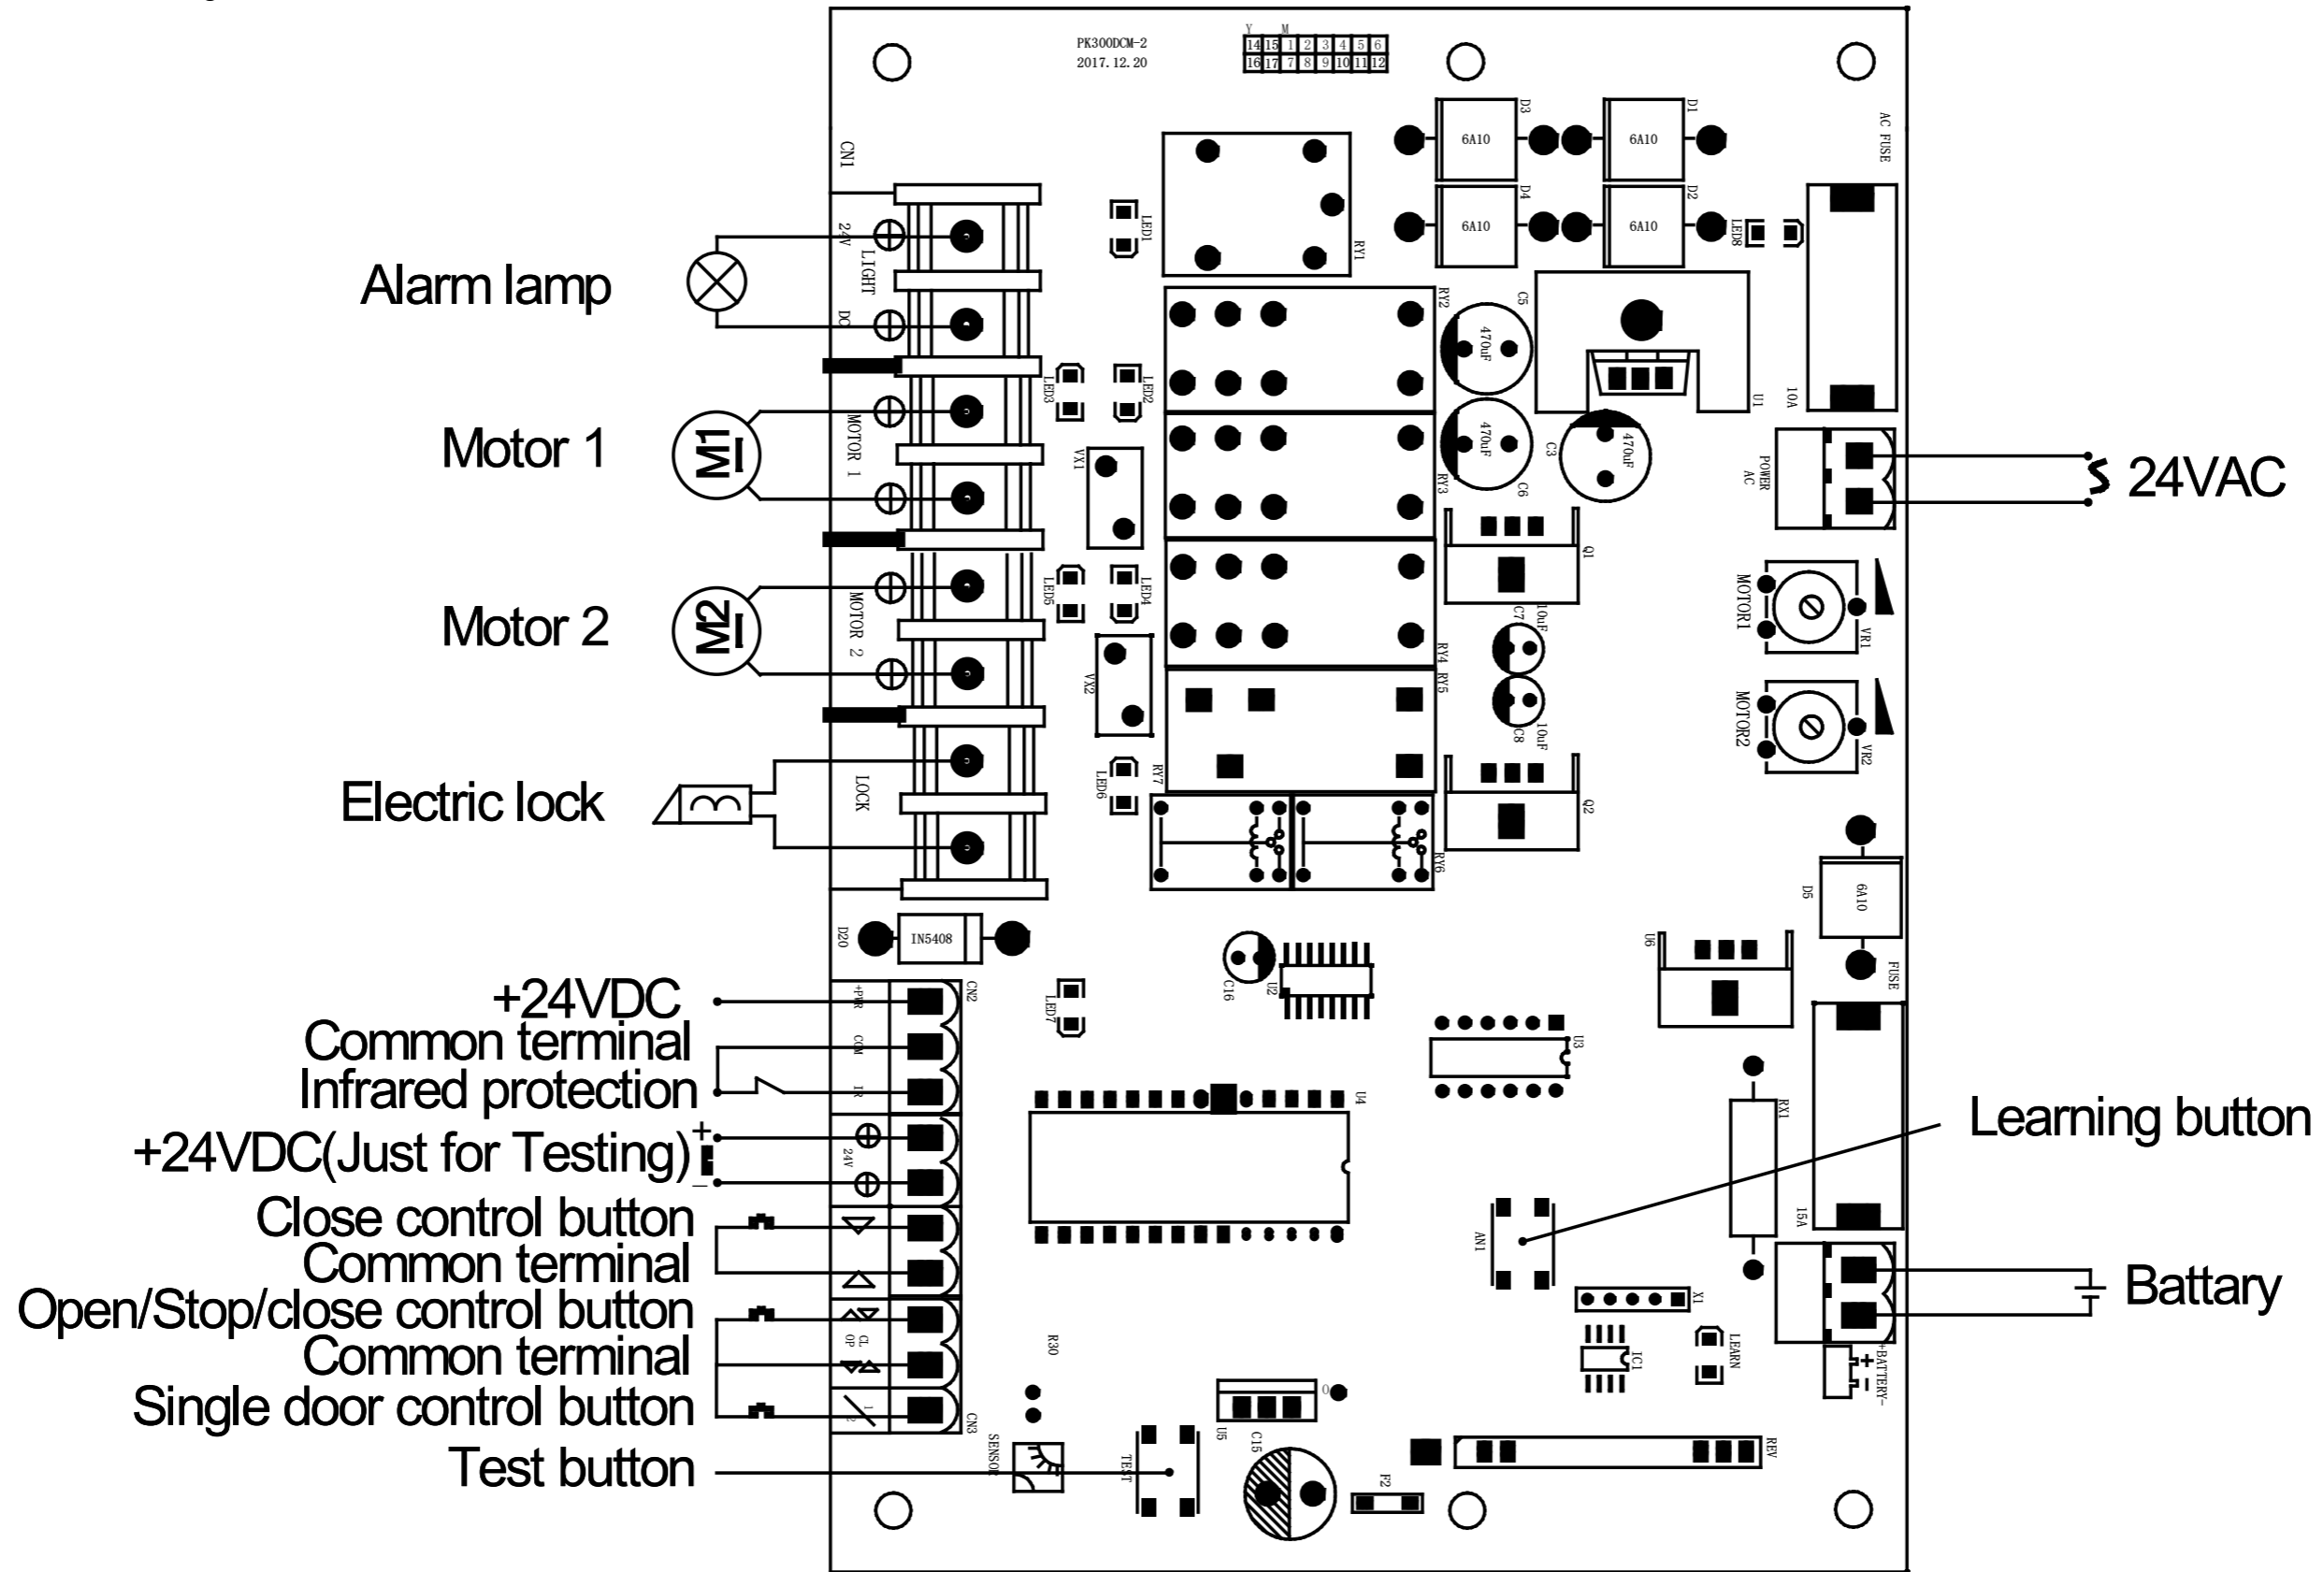 PK300DCM-2
2017.12.20
Y M
14 15 1 2 3 4 5 6
16 17 7 8 9 10 11 12
CN1
24V
LIGHT
DC
Alarm lamp
MOTOR 1
Motor 1
M1
MOTOR 2
Motor 2
M2
LOCK
Electric lock
D20
IN5408
LED1
LED3
LED2
VX1
LED5
LED4
VX2
LED6
RY7
RY1
RY2
RY3
RY4
RY5
RY6
D3
6A10
D1
6A10
D4
6A10
D2
6A10
LED8
AC FUSE
10A
C5
470uF
470uF
C6
C3
470uF
U1
POWER
AC
24VAC
Q1
C7
10uF
C8
10uF
Q2
MOTOR1
VR1
MOTOR2
VR2
D5
6A10
U6
FUSE
15A
RX1
+24VDC
+PWR
CN2
Common terminal
COM
Infrared protection
IR
+24VDC(Just for Testing)
+
−
24V
Close control button
Common terminal
Open/Stop/close control button
CL
OP
Common terminal
Single door control button
1
2
CN3
Test button
LED7
C16
U2
U3
U4
AN1
Learning button
Battary
X1
IC1
LEARN
+
−
+BATTERY-
R30
SENSOR
TEST
U5
0
C15
F2
REV